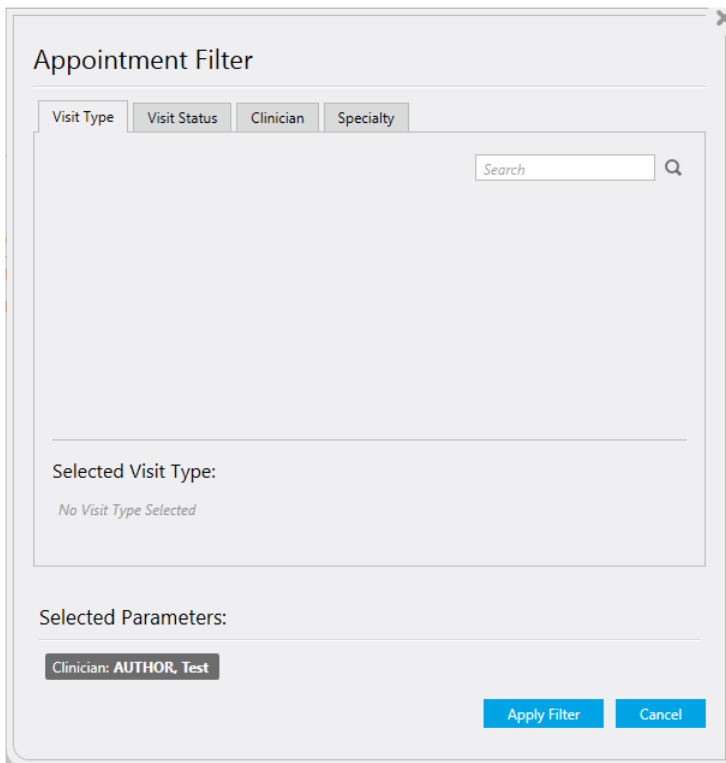 Appointment Filter
Visit Type Visit Status Clinician Specialty
Search
Selected Visit Type:
No Visit Type Selected
Selected Parameters:
Clinician: AUTHOR, Test
Apply Filter Cancel